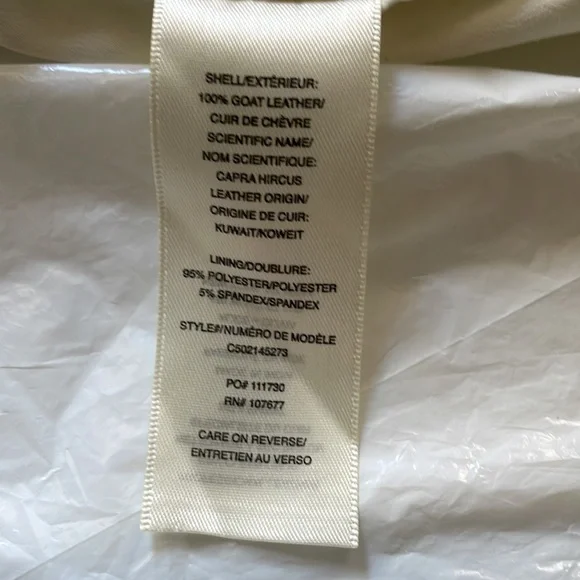 SHELL/EXTÉRIEUR:
100% GOAT LEATHER/
CUIR DE CHÈVRE
SCIENTIFIC NAME/
NOM SCIENTIFIQUE:
CAPRA HIRCUS
LEATHER ORIGIN/
ORIGINE DE CUIR:
KUWAIT/KOWEIT
LINING/DOUBLURE:
95% POLYESTER/POLYESTER
5% SPANDEX/SPANDEX
STYLE#/NUMÉRO DE MODÈLE
C502145273
PO# 111730
RN# 107677
CARE ON REVERSE/
ENTRETIEN AU VERSO